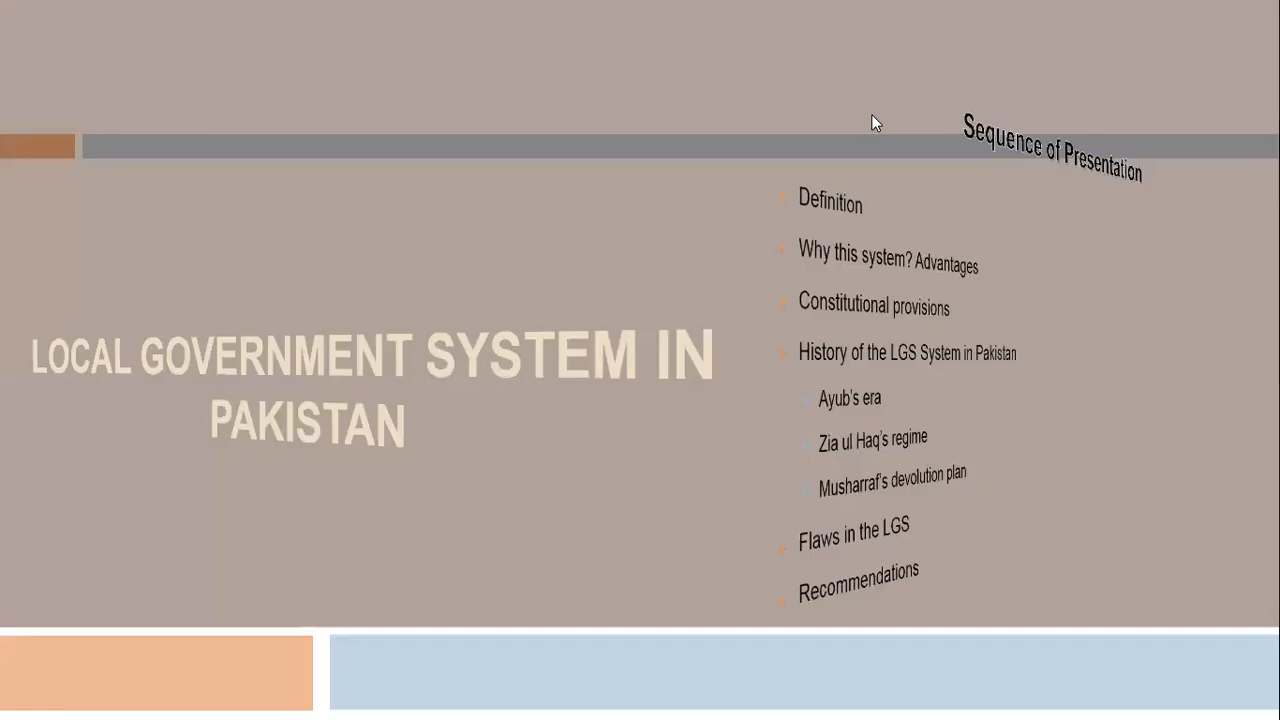 LOCAL GOVERNMENT SYSTEM IN
PAKISTAN
Sequence of Presentation
Definition
Why this system? Advantages
Constitutional provisions
History of the LGS System in Pakistan
Ayub's era
Zia ul Haq's regime
Musharraf's devolution plan
Flaws in the LGS
Recommendations